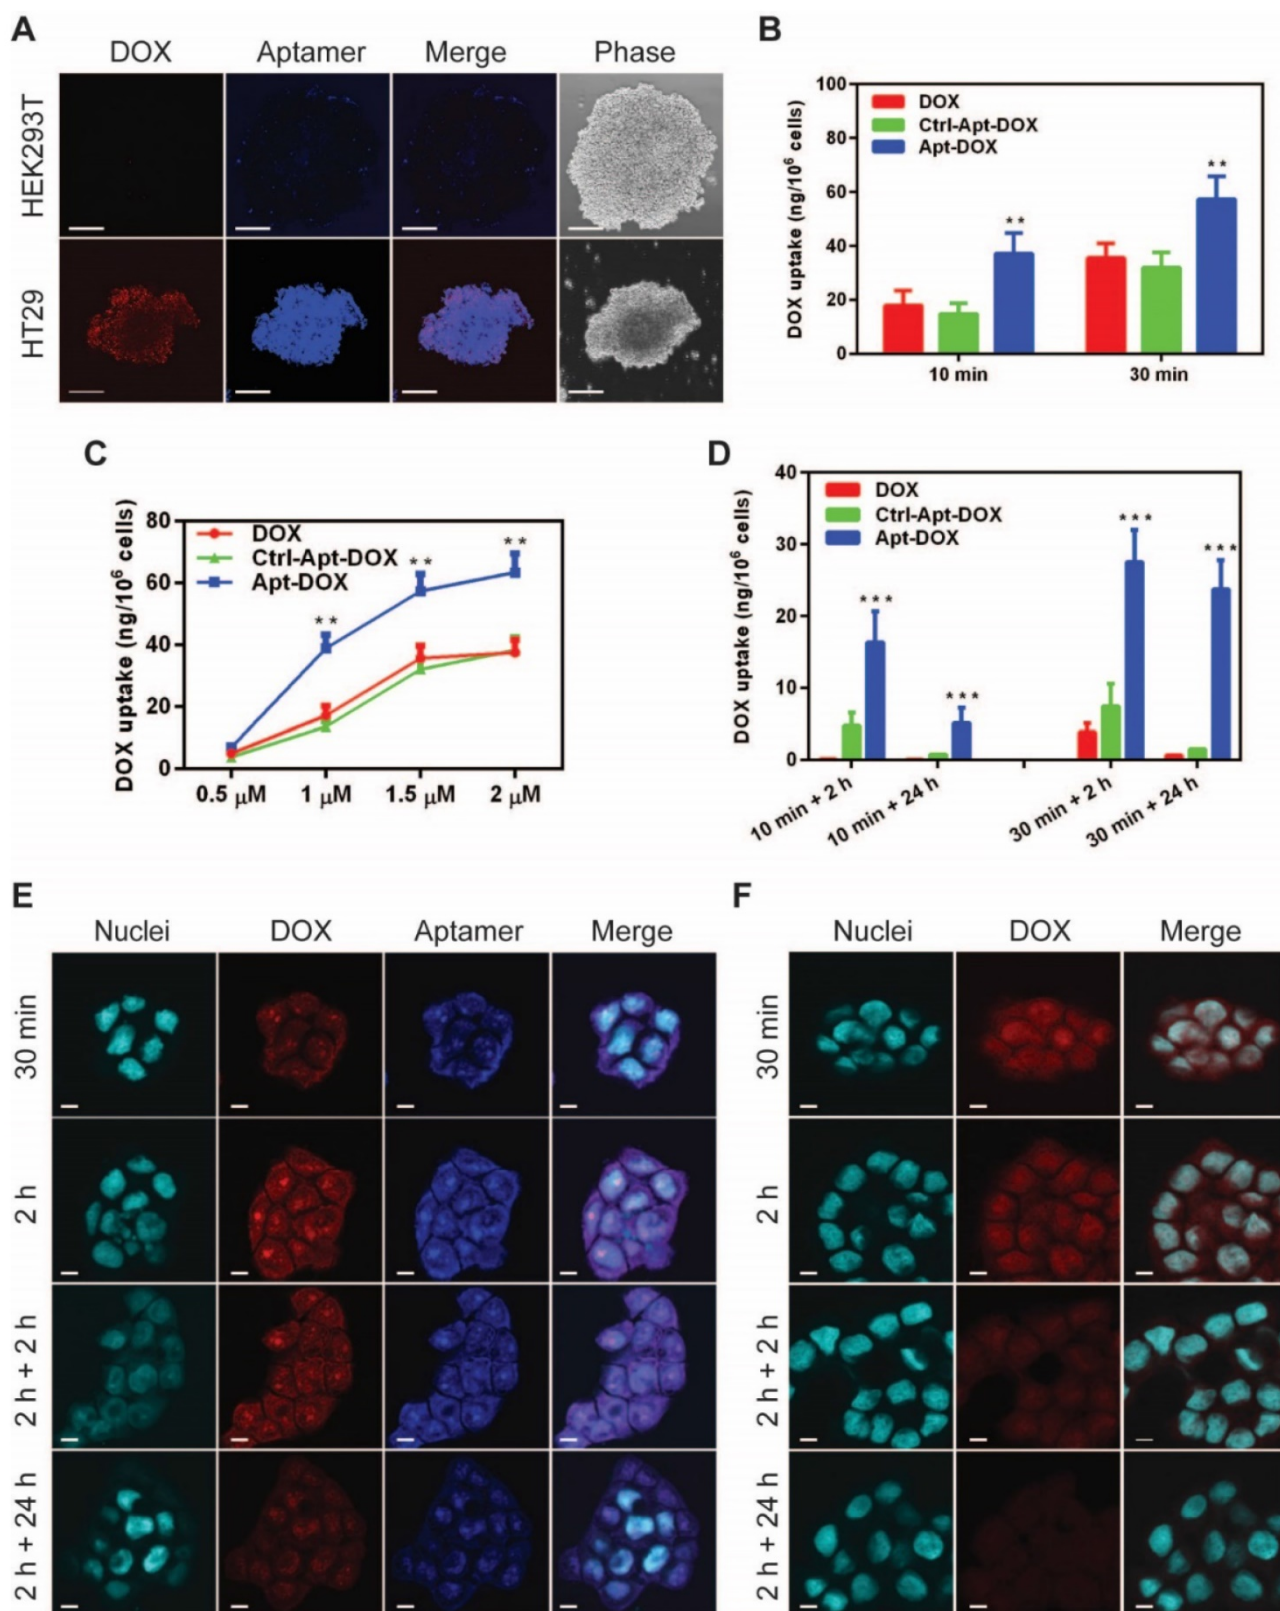 A
DOX Aptamer Merge Phase
HEK293T
HT29
B
DOX uptake (ng/10⁶ cells)
100
80
60
40
20
0
DOX
Ctrl-Apt-DOX
Apt-DOX
**
**
10 min 30 min
C
DOX uptake (ng/10⁶ cells)
80
60
40
20
0
DOX
Ctrl-Apt-DOX
Apt-DOX
**
**
**
0.5 µM 1 µM 1.5 µM 2 µM
D
DOX uptake (ng/10⁶ cells)
40
30
20
10
0
DOX
Ctrl-Apt-DOX
Apt-DOX
***
***
***
***
10 min + 2 h 10 min + 24 h 30 min + 2 h 30 min + 24 h
E
Nuclei DOX Aptamer Merge
30 min
2 h
2 h + 2 h
2 h + 24 h
F
Nuclei DOX Merge
30 min
2 h
2 h + 2 h
2 h + 24 h